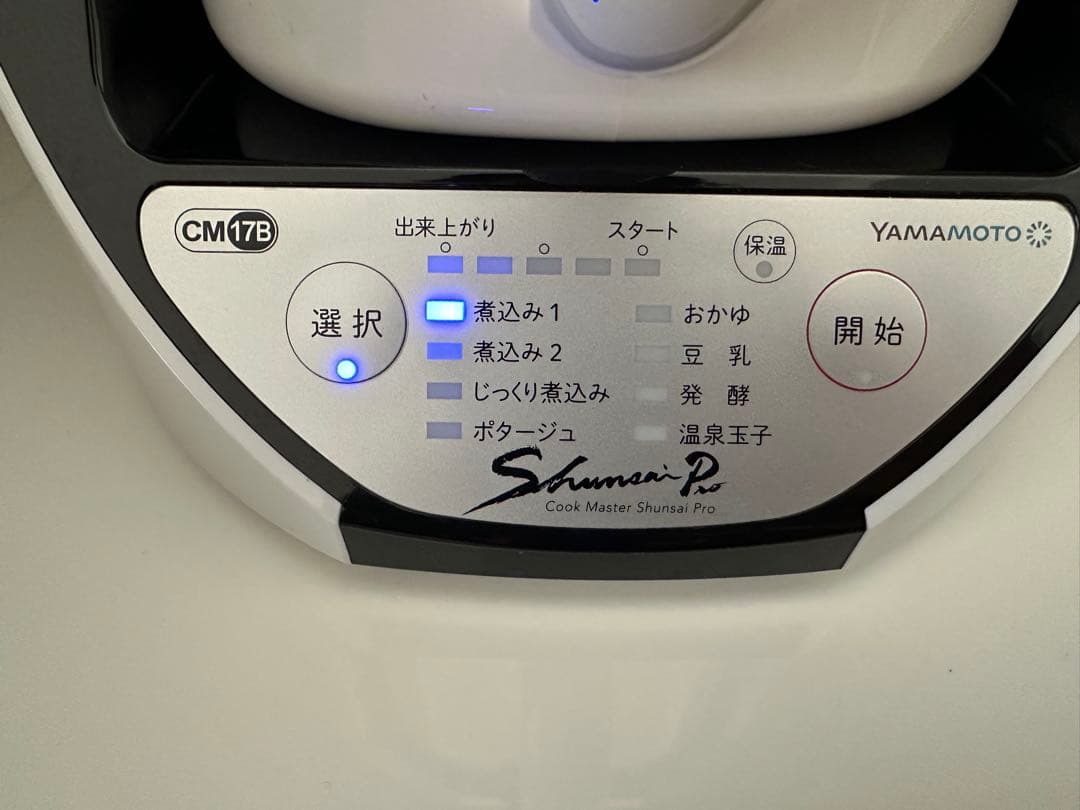 CM17B
出来上がり
スタート
保温
YAMAMOTO
選択
開始
煮込み1
煮込み2
じっくり煮込み
ポタージュ
おかゆ
豆 乳
発 酵
温泉玉子
Shunsai Pro
Cook Master Shunsai Pro